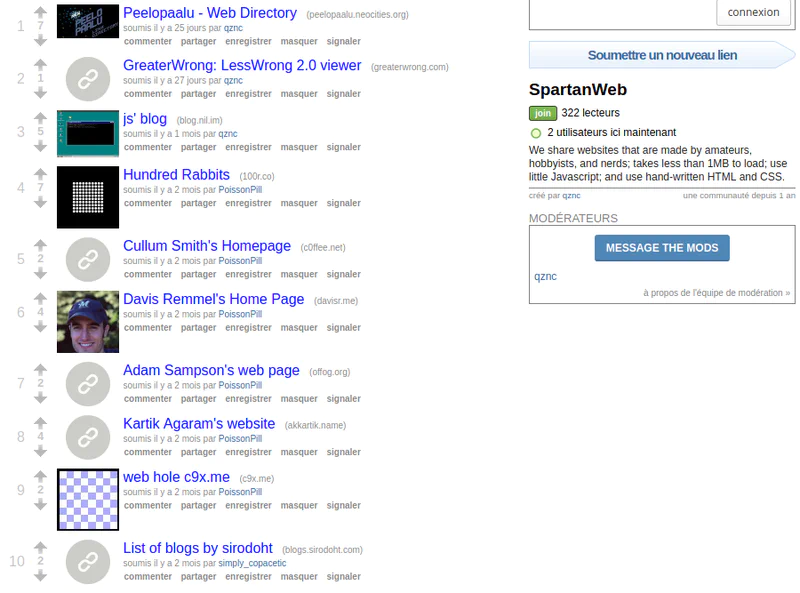 1
7
PEELO
PAALU
Peelopaalu - Web Directory (peelopaalu.neocities.org)
soumis il y a 25 jours par qznc
commenter partager enregistrer masquer signaler
2
1
GreaterWrong: LessWrong 2.0 viewer (greaterwrong.com)
soumis il y a 27 jours par qznc
commenter partager enregistrer masquer signaler
3
5
js' blog (blog.nil.im)
soumis il y a 1 mois par qznc
commenter partager enregistrer masquer signaler
4
7
Hundred Rabbits (100r.co)
soumis il y a 2 mois par PoissonPill
commenter partager enregistrer masquer signaler
5
2
Cullum Smith's Homepage (c0ffee.net)
soumis il y a 2 mois par PoissonPill
commenter partager enregistrer masquer signaler
6
4
Davis Remmel's Home Page (davisr.me)
soumis il y a 2 mois par PoissonPill
commenter partager enregistrer masquer signaler
7
2
Adam Sampson's web page (offog.org)
soumis il y a 2 mois par PoissonPill
commenter partager enregistrer masquer signaler
8
4
Kartik Agaram's website (akkartik.name)
soumis il y a 2 mois par PoissonPill
commenter partager enregistrer masquer signaler
9
2
web hole c9x.me (c9x.me)
soumis il y a 2 mois par PoissonPill
commenter partager enregistrer masquer signaler
10
2
List of blogs by sirodoht (blogs.sirodoht.com)
soumis il y a 2 mois par simply_copacetic
commenter partager enregistrer masquer signaler
connexion
Soumettre un nouveau lien
SpartanWeb
join 322 lecteurs
2 utilisateurs ici maintenant
We share websites that are made by amateurs,
hobbyists, and nerds; takes less than 1MB to load; use
little Javascript; and use hand-written HTML and CSS.
créé par qznc une communauté depuis 1 an
MODÉRATEURS
MESSAGE THE MODS
qznc
à propos de l'équipe de modération »